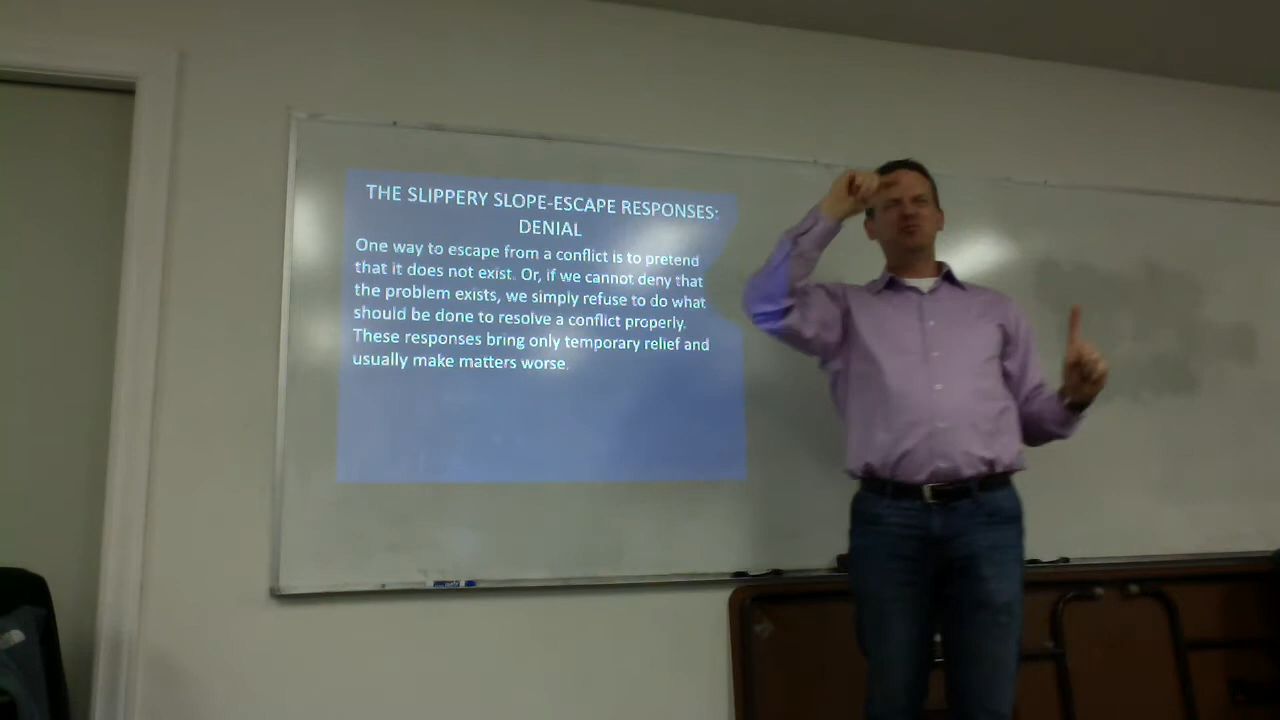 THE SLIPPERY SLOPE-ESCAPE RESPONSES:
DENIAL
One way to escape from a conflict is to pretend
that it does not exist. Or, if we cannot deny that
the problem exists, we simply refuse to do what
should be done to resolve a conflict properly.
These responses bring only temporary relief and
usually make matters worse.